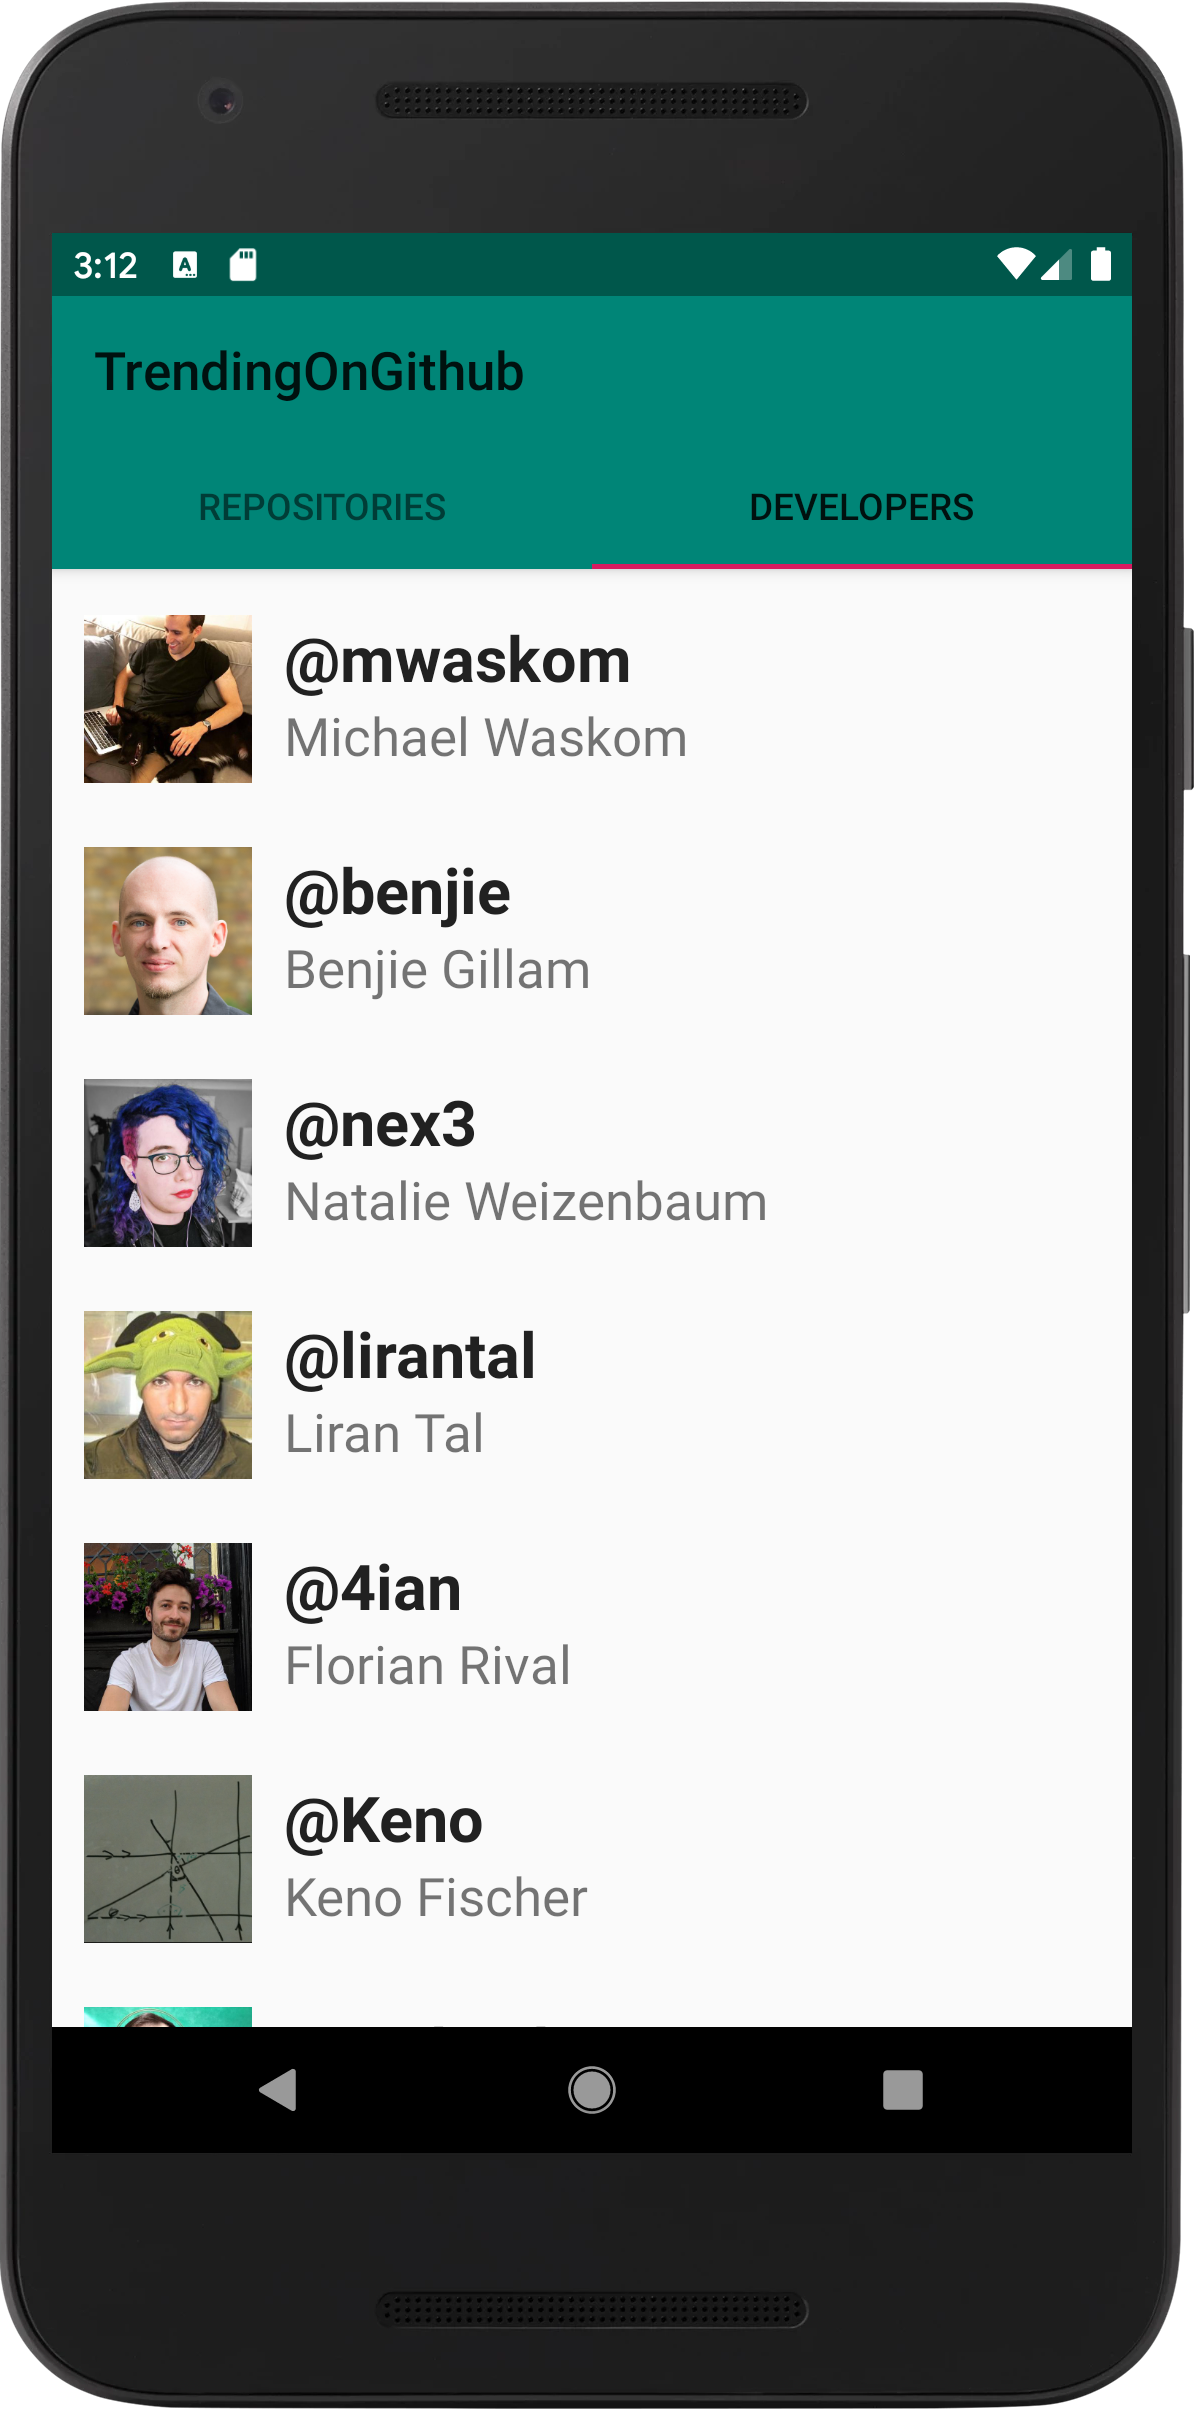 3:12
TrendingOnGithub
REPOSITORIES
DEVELOPERS
@mwaskom
Michael Waskom
@benjie
Benjie Gillam
@nex3
Natalie Weizenbaum
@lirantal
Liran Tal
@4ian
Florian Rival
@Keno
Keno Fischer